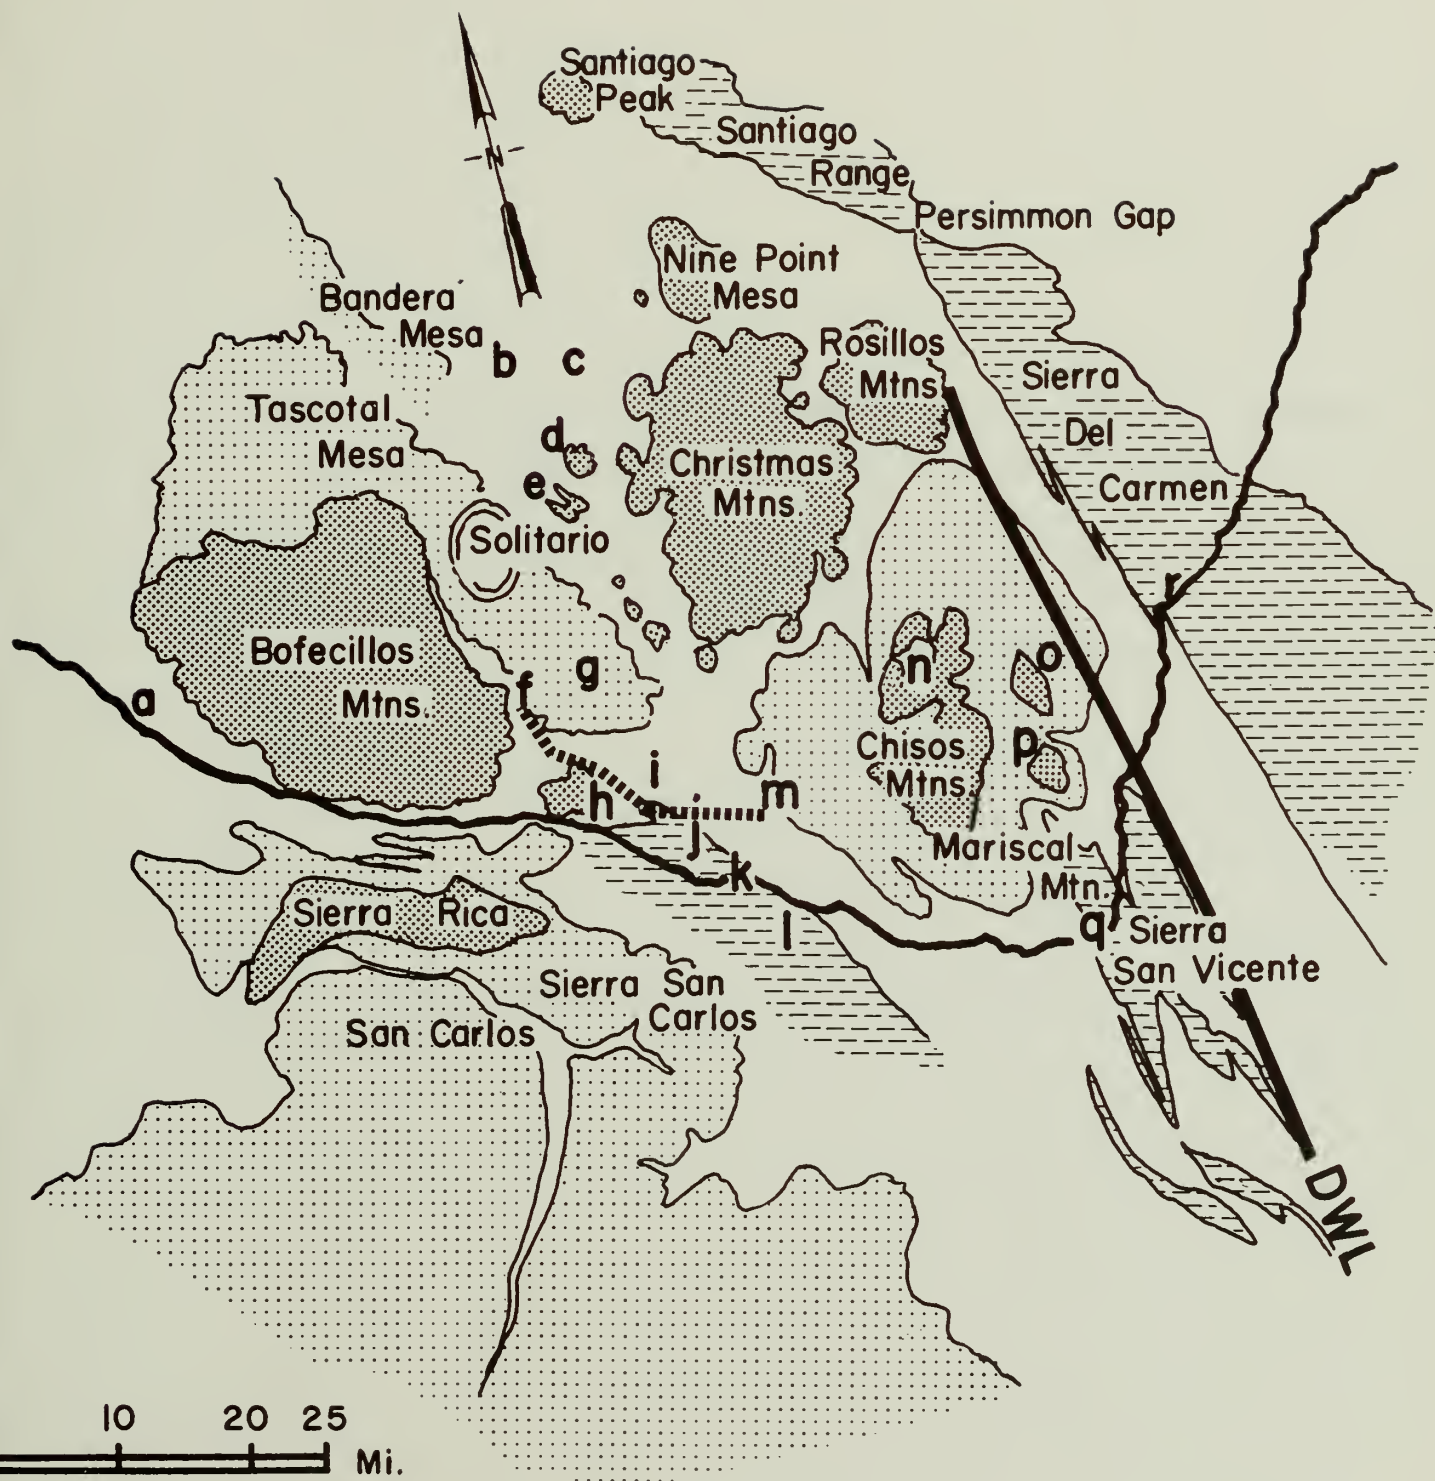 Santiago
Peak
Santiago
Range
N
Persimmon Gap
Nine Point
Mesa
Bandera
Mesa
b
c
Rosillos
Mtns.
Sierra
Del
Carmen
Tascotal
Mesa
d
e
Christmas
Mtns.
Solitario
Bofecillos
Mtns.
a
f
g
n
o
p
Chisos
Mtns.
h
i
j
m
k
l
Mariscal
Mtn.
q
Sierra
San Vicente
Sierra Rica
Sierra San
Carlos
San Carlos
DWL
10 20 25
Mi.